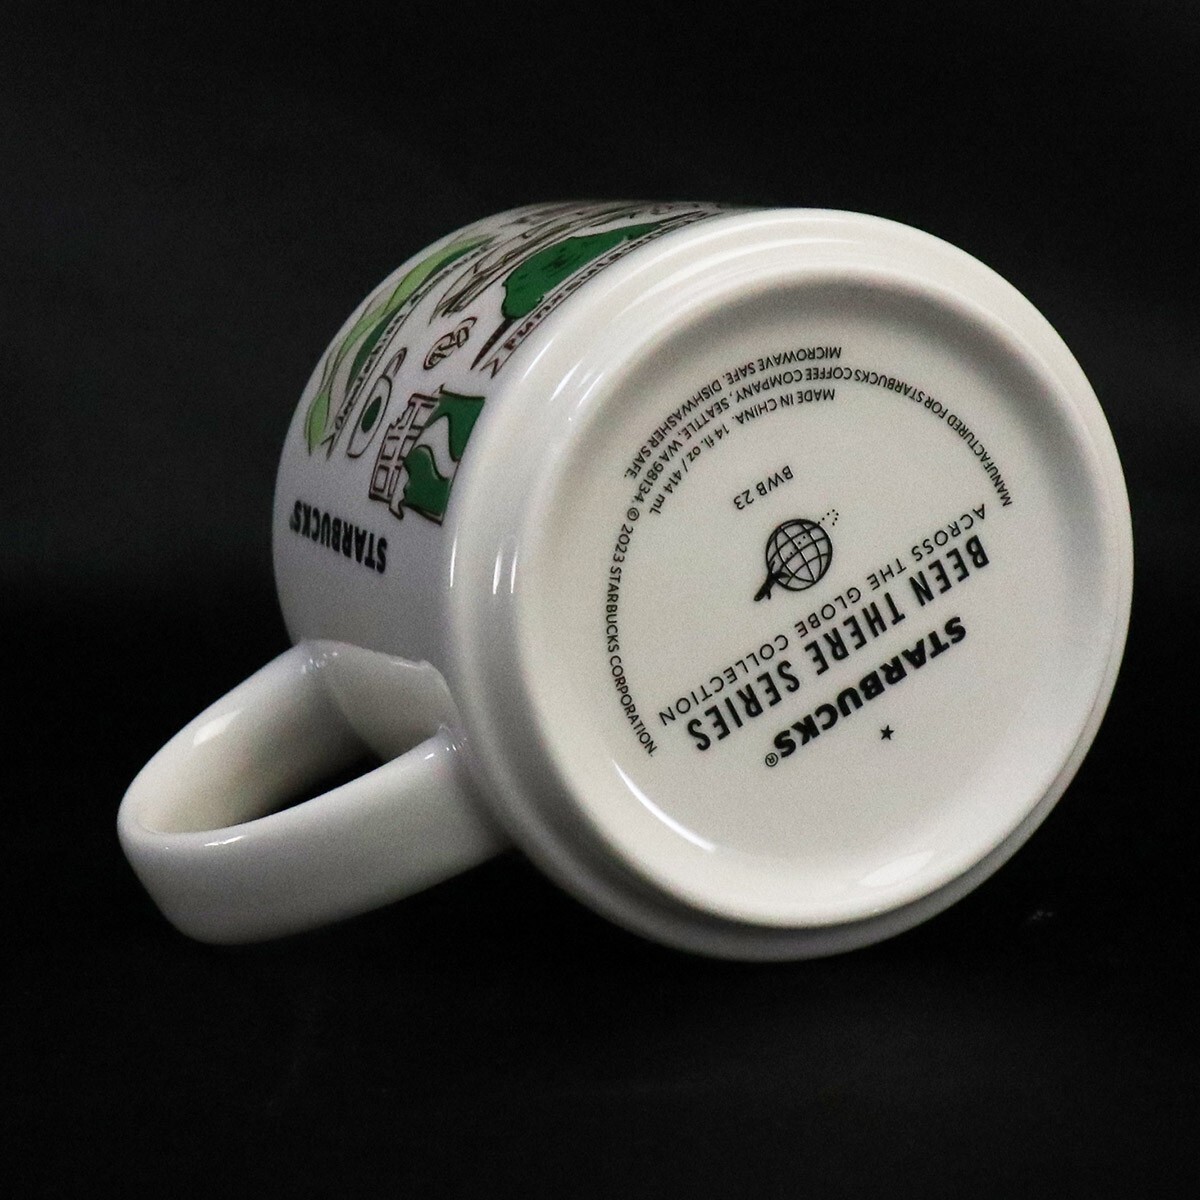 STARBUCKS®
BEEN THERE SERIES
ACROSS THE GLOBE COLLECTION
BWB 23
MADE IN CHINA. 14 fl. oz / 414 mL
MANUFACTURED FOR STARBUCKS COFFEE COMPANY, SEATTLE, WA 98134. © 2023 STARBUCKS CORPORATION.
MICROWAVE SAFE. DISHWASHER SAFE.
STARBUCKS®